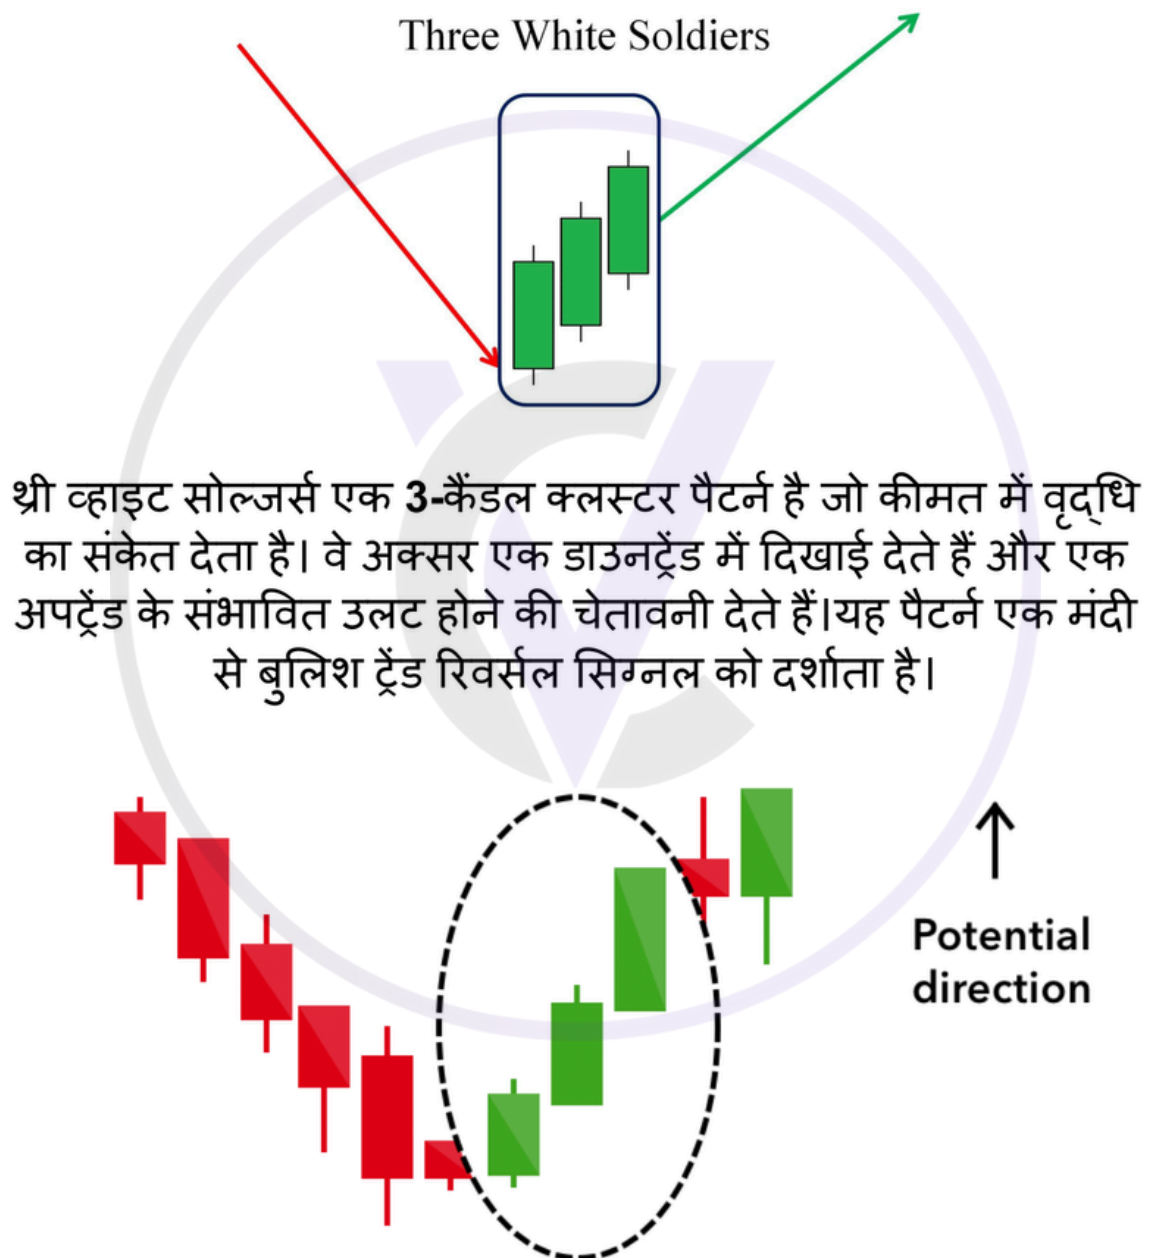 Three White Soldiers
थ्री व्हाइट सोल्जर्स एक 3-कैंडल क्लस्टर पैटर्न है जो कीमत में वृद्धि
का संकेत देता है। वे अक्सर एक डाउनट्रेंड में दिखाई देते हैं और एक
अपट्रेंड के संभावित उलट होने की चेतावनी देते हैं।यह पैटर्न एक मंदी
से बुलिश ट्रेंड रिवर्सल सिग्नल को दर्शाता है।
Potential
direction